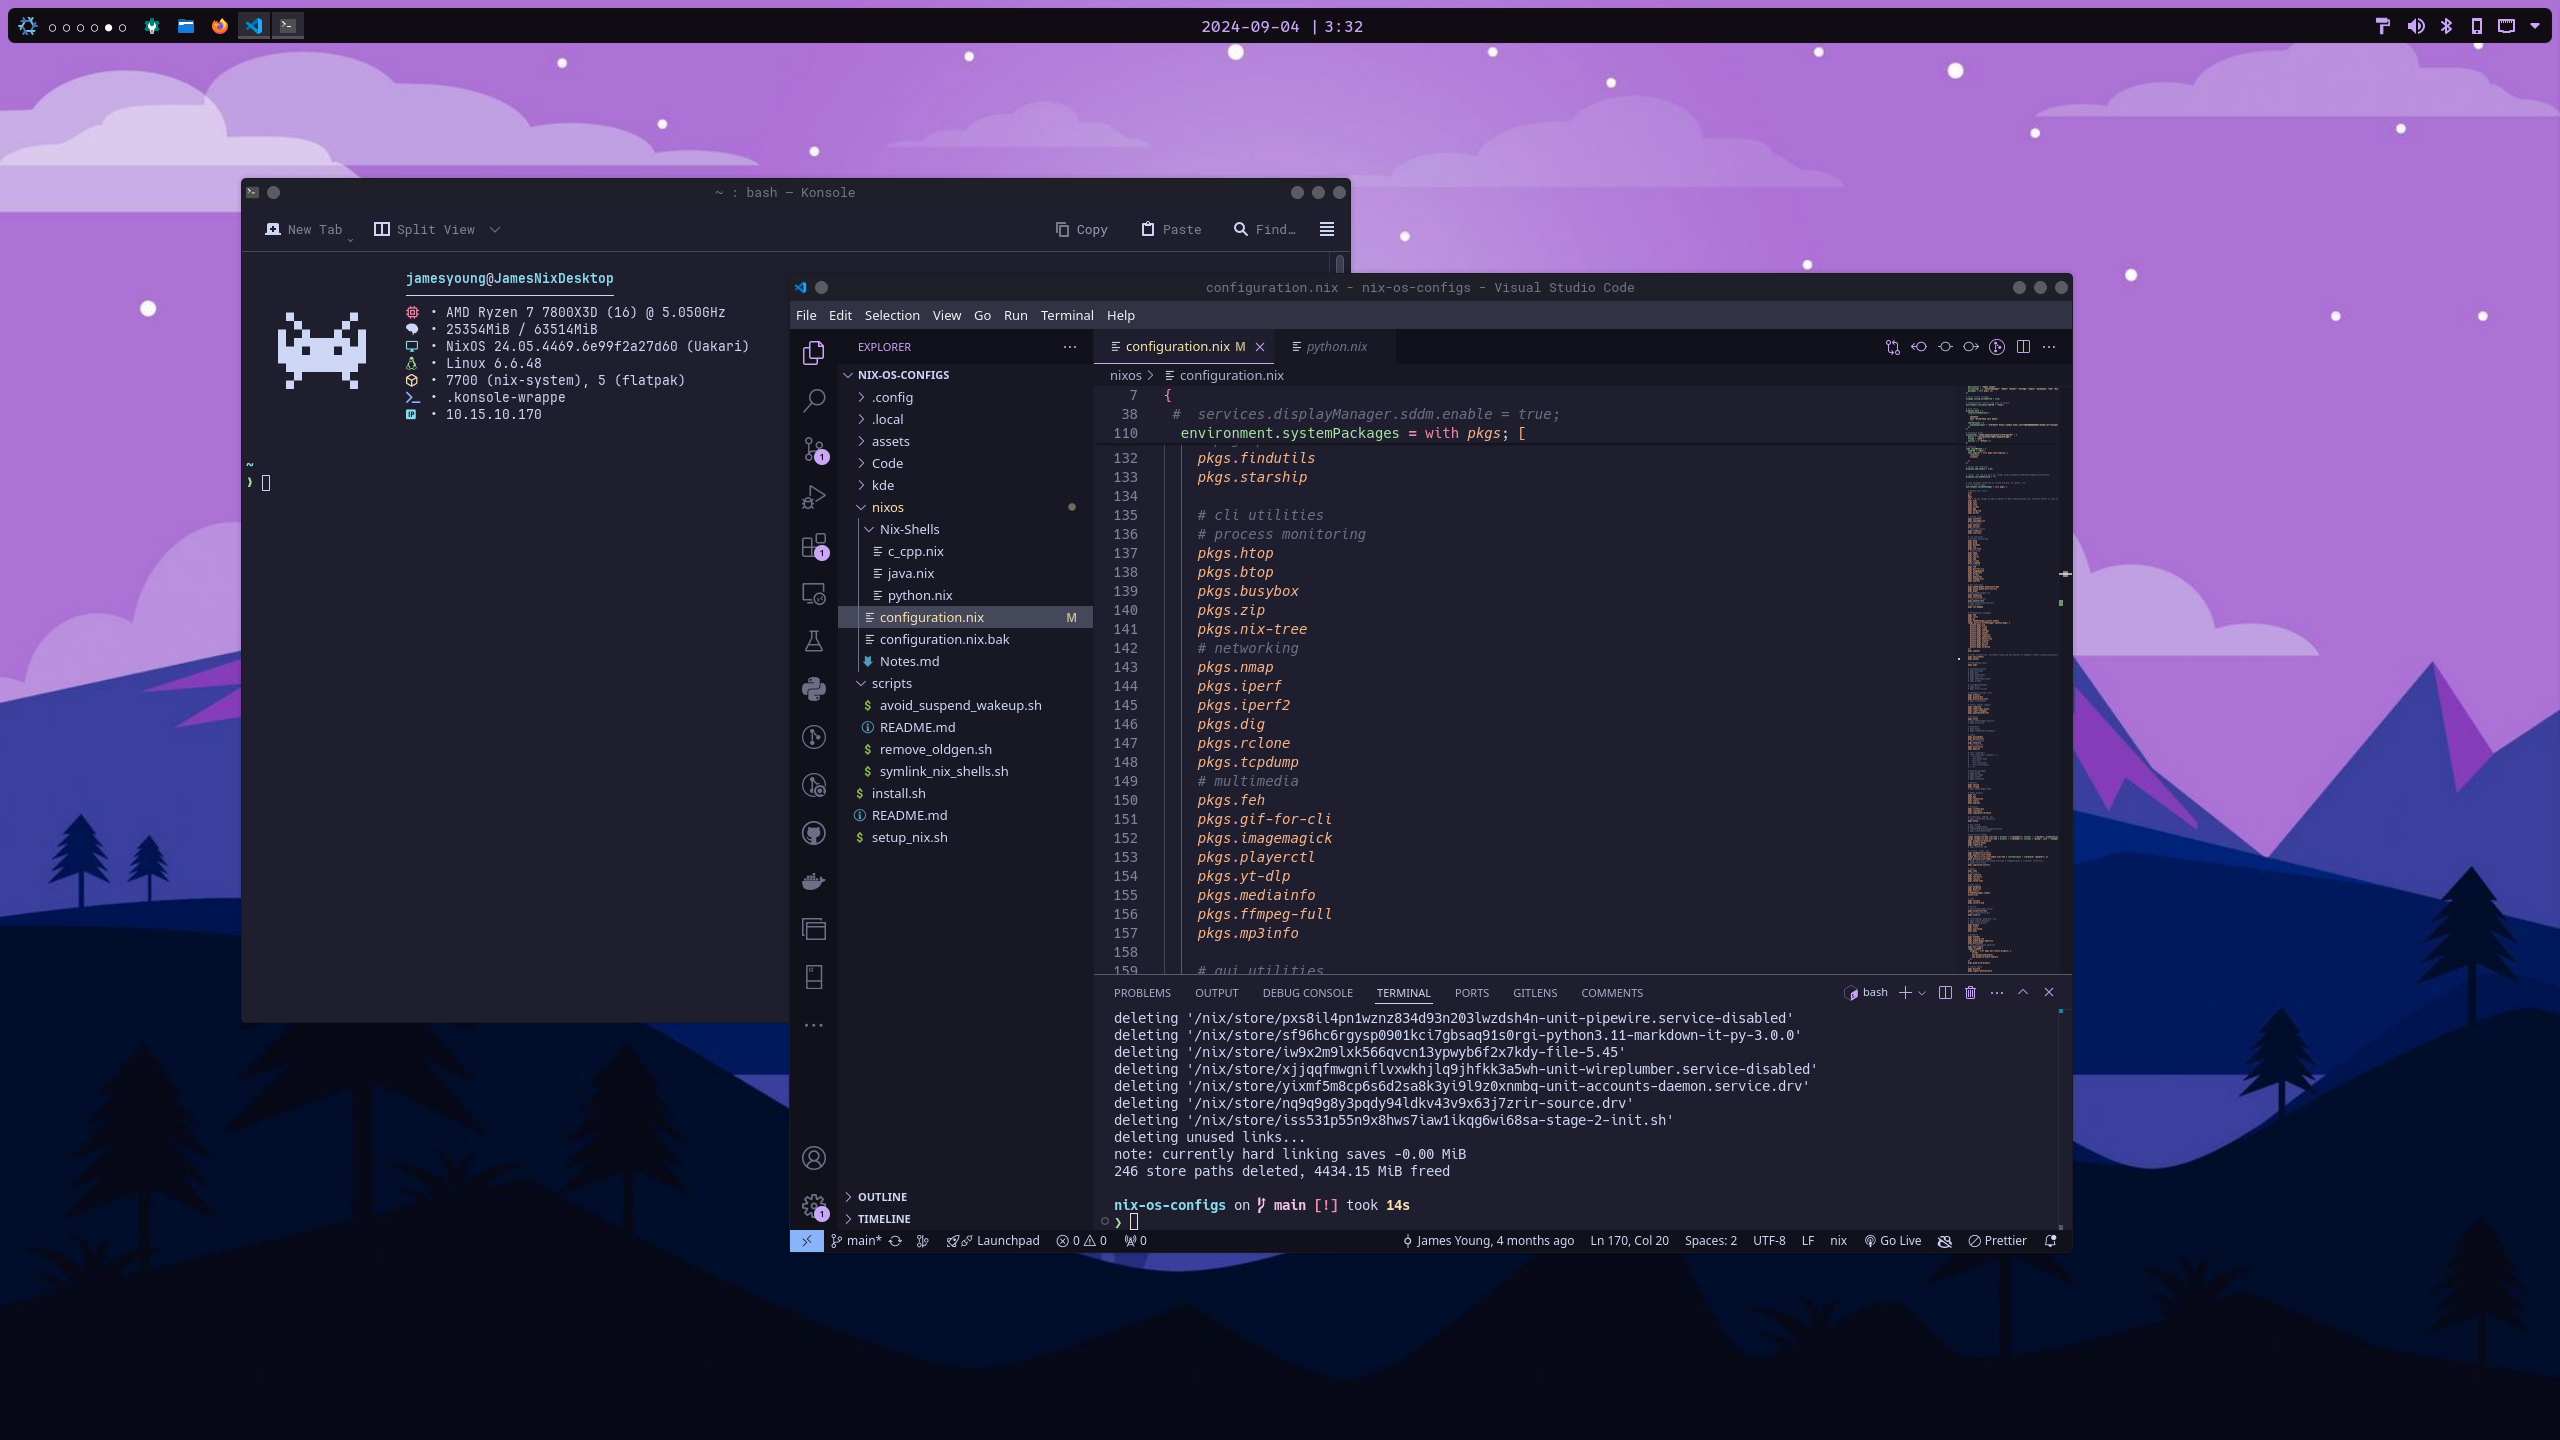 2024-09-04 | 3:32
~ : bash — Konsole
New Tab
Split View
Copy
Paste
Find…
jamesyoung@JamesNixDesktop
• AMD Ryzen 7 7800X3D (16) @ 5.050GHz
• 25354MiB / 63514MiB
• NixOS 24.05.4469.6e99f2a27d60 (Uakari)
• Linux 6.6.48
• 7700 (nix-system), 5 (flatpak)
• .konsole-wrappe
• 10.15.10.170
~
❯
configuration.nix - nix-os-configs - Visual Studio Code
File Edit Selection View Go Run Terminal Help
EXPLORER
NIX-OS-CONFIGS
.config
.local
assets
Code
kde
nixos
Nix-Shells
c_cpp.nix
java.nix
python.nix
configuration.nix M
configuration.nix.bak
Notes.md
scripts
avoid_suspend_wakeup.sh
README.md
remove_oldgen.sh
symlink_nix_shells.sh
install.sh
README.md
setup_nix.sh
OUTLINE
TIMELINE
1
1
1
configuration.nix M
python.nix
nixos > configuration.nix
7 {
38 #  services.displayManager.sddm.enable = true;
110 environment.systemPackages = with pkgs; [
132 pkgs.findutils
133 pkgs.starship
134
135 # cli utilities
136 # process monitoring
137 pkgs.htop
138 pkgs.btop
139 pkgs.busybox
140 pkgs.zip
141 pkgs.nix-tree
142 # networking
143 pkgs.nmap
144 pkgs.iperf
145 pkgs.iperf2
146 pkgs.dig
147 pkgs.rclone
148 pkgs.tcpdump
149 # multimedia
150 pkgs.feh
151 pkgs.gif-for-cli
152 pkgs.imagemagick
153 pkgs.playerctl
154 pkgs.yt-dlp
155 pkgs.mediainfo
156 pkgs.ffmpeg-full
157 pkgs.mp3info
158
159 # gui utilities
PROBLEMS OUTPUT DEBUG CONSOLE TERMINAL PORTS GITLENS COMMENTS
bash
deleting '/nix/store/pxs8il4pn1wznz834d93n203lwzdsh4n-unit-pipewire.service-disabled'
deleting '/nix/store/sf96hc6rgysp0901kci7gbsaq91s0rgi-python3.11-markdown-it-py-3.0.0'
deleting '/nix/store/iw9x2m9lxk566qvcn13ypwyb6f2x7kdy-file-5.45'
deleting '/nix/store/xjjqqfmwgniflvxwkhjlq9jhfkk3a5wh-unit-wireplumber.service-disabled'
deleting '/nix/store/yixmf5m8cp6s6d2sa8k3yi9l9z0xnmbq-unit-accounts-daemon.service.drv'
deleting '/nix/store/nq9q9g8y3pqdy94ldkv43v9x63j7zrir-source.drv'
deleting '/nix/store/iss531p55n9x8hws7iaw1ikqg6wi68sa-stage-2-init.sh'
deleting unused links...
note: currently hard linking saves -0.00 MiB
246 store paths deleted, 4434.15 MiB freed
nix-os-configs on main [!] took 14s
❯
main* Launchpad 0 0 0 James Young, 4 months ago Ln 170, Col 20 Spaces: 2 UTF-8 LF nix Go Live Prettier